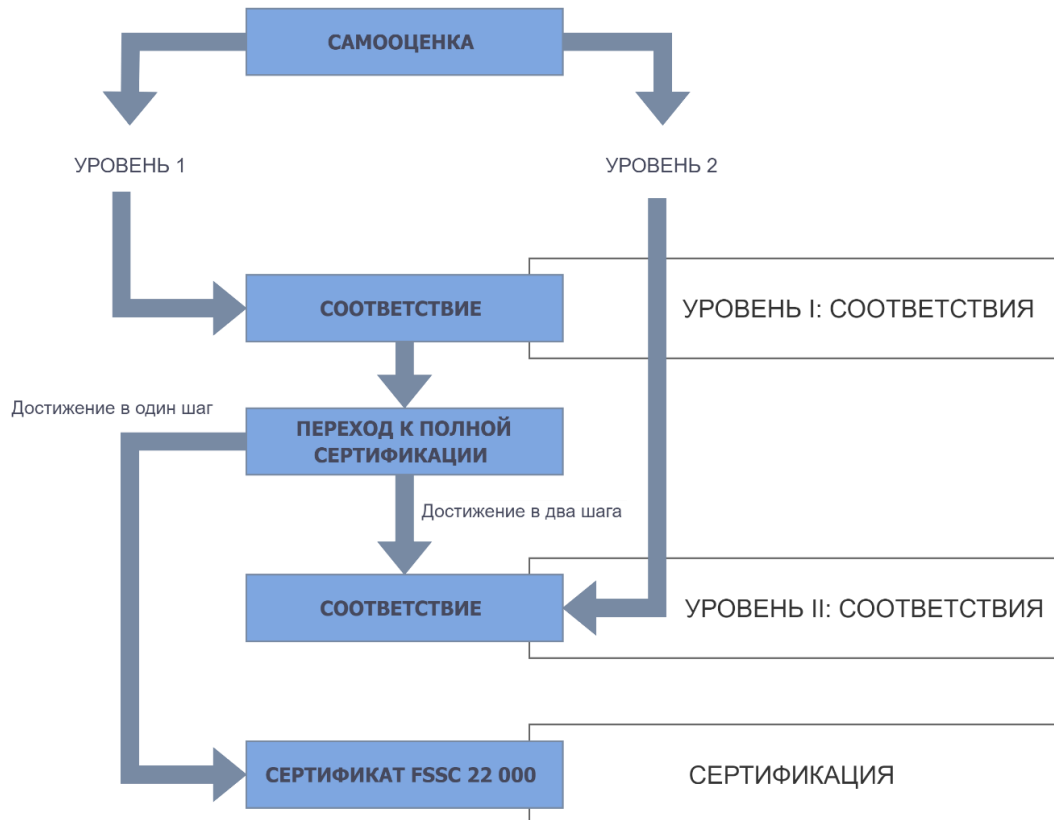 САМООЦЕНКА
УРОВЕНЬ 1
УРОВЕНЬ 2
СООТВЕТСТВИЕ
УРОВЕНЬ I: СООТВЕТСТВИЯ
Достижение в один шаг
ПЕРЕХОД К ПОЛНОЙ
СЕРТИФИКАЦИИ
Достижение в два шага
СООТВЕТСТВИЕ
УРОВЕНЬ II: СООТВЕТСТВИЯ
СЕРТИФИКАТ FSSC 22 000
СЕРТИФИКАЦИЯ